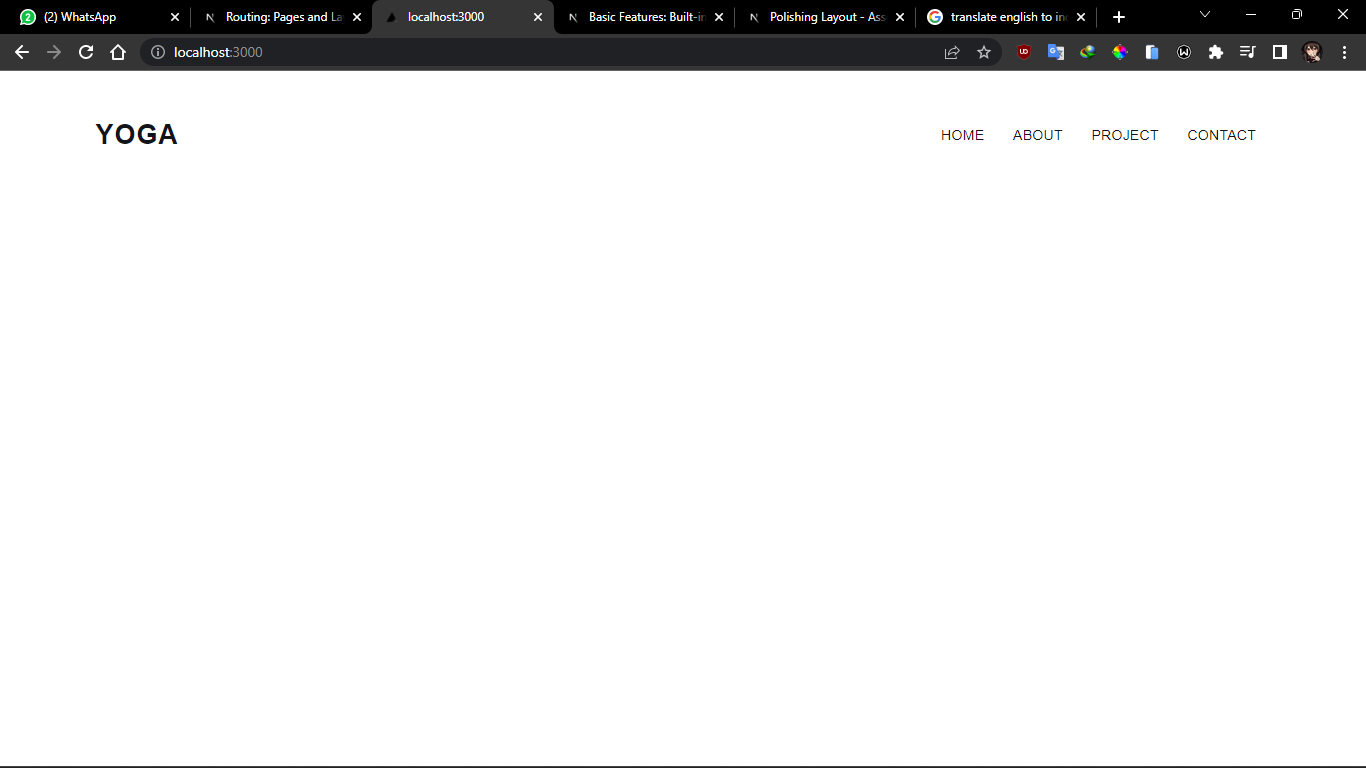 2 (2) WhatsApp
N Routing: Pages and La
localhost:3000
N Basic Features: Built-in
N Polishing Layout - Ass
G translate english to in
localhost:3000
YOGA HOME ABOUT PROJECT CONTACT